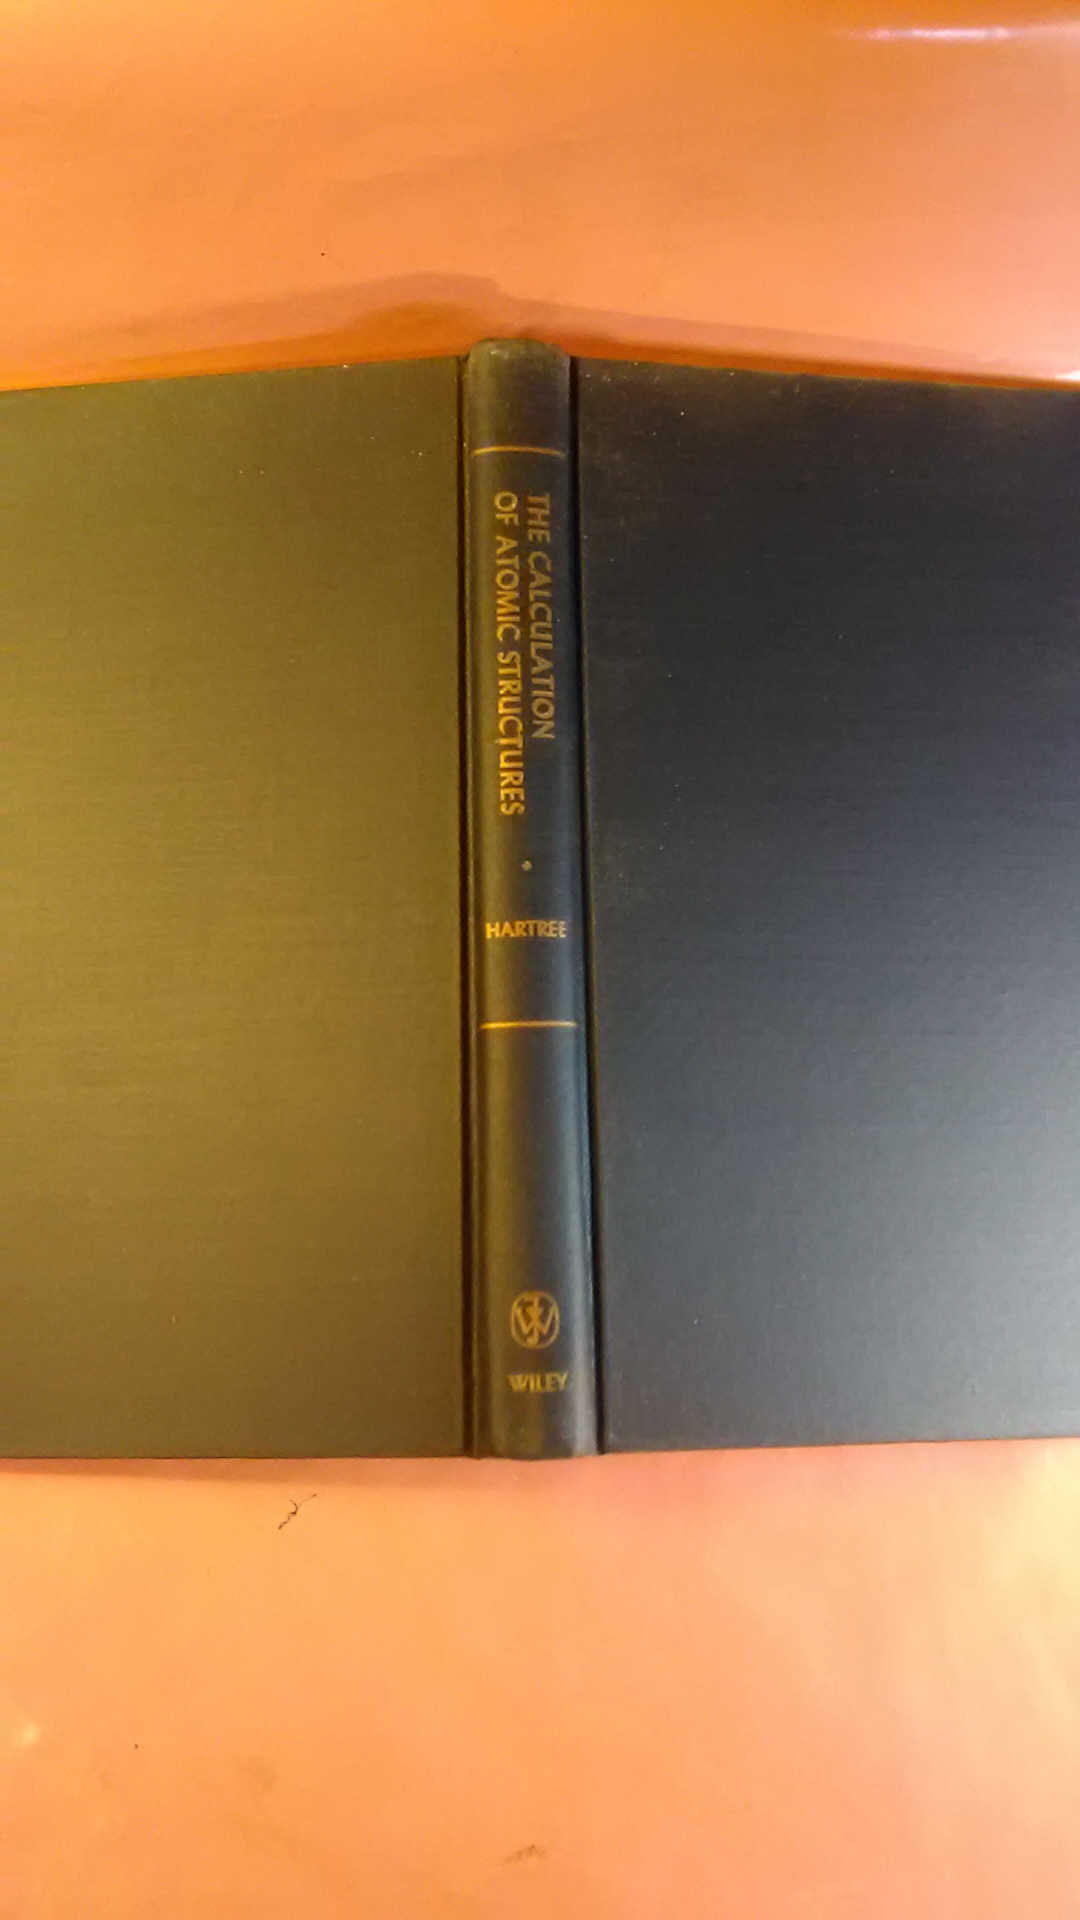 THE CALCULATION
OF ATOMIC STRUCTURES
HARTREE
WILEY